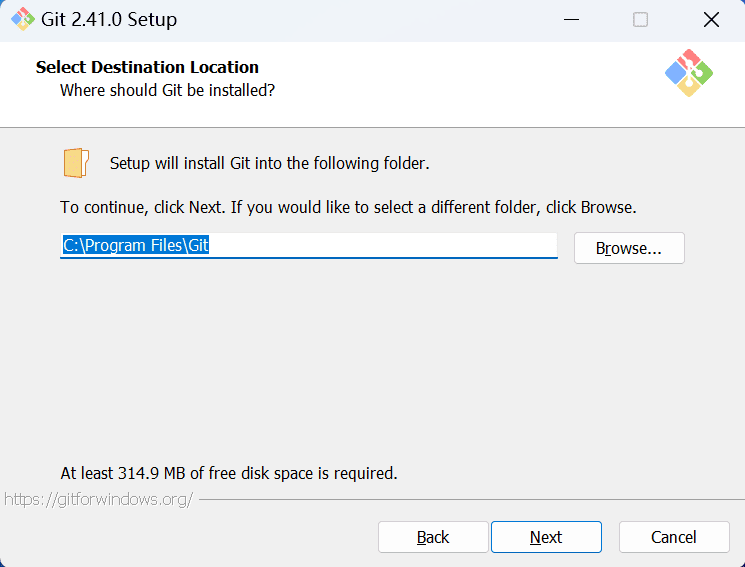 Git 2.41.0 Setup
Select Destination Location
Where should Git be installed?
Setup will install Git into the following folder.
To continue, click Next. If you would like to select a different folder, click Browse.
C:\Program Files\Git
Browse...
At least 314.9 MB of free disk space is required.
https://gitforwindows.org/
Back
Next
Cancel